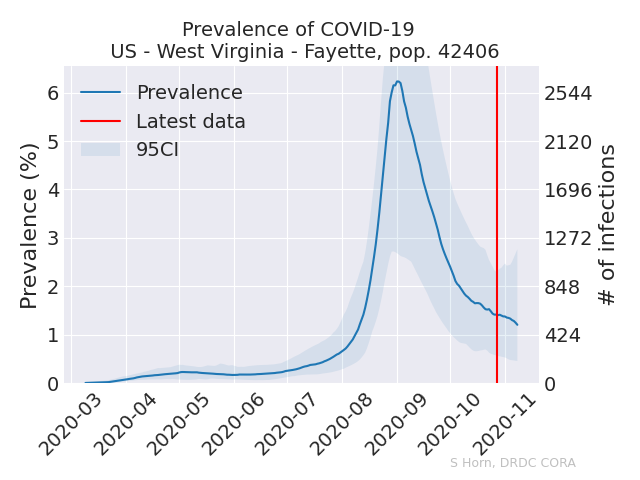 Prevalence of COVID-19
US - West Virginia - Fayette, pop. 42406
Prevalence
Latest data
95CI
Prevalence (%)
6
5
4
3
2
1
0
2544
2120
1696
1272
848
424
0
# of infections
2020-03
2020-04
2020-05
2020-06
2020-07
2020-08
2020-09
2020-10
2020-11
S Horn, DRDC CORA